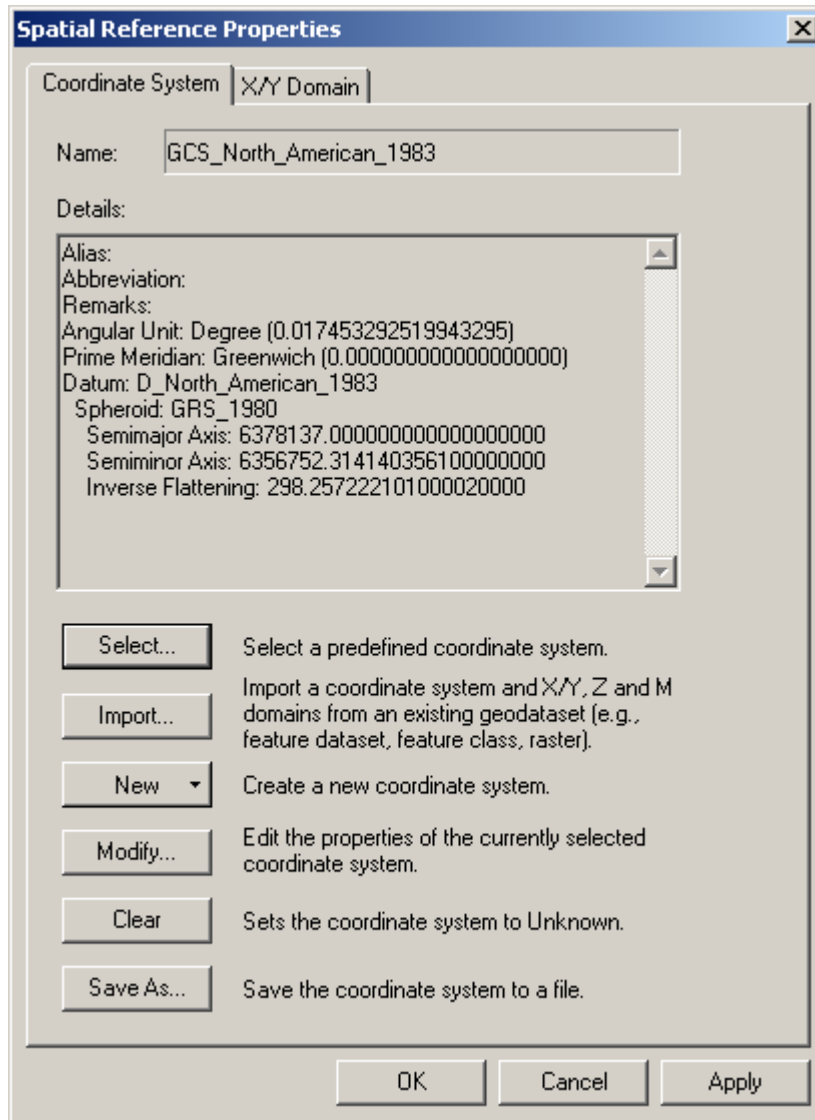 Spatial Reference Properties
Coordinate System
X/Y Domain
Name: GCS_North_American_1983
Details:
Alias:
Abbreviation:
Remarks:
Angular Unit: Degree (0.017453292519943295)
Prime Meridian: Greenwich (0.000000000000000000)
Datum: D_North_American_1983
Spheroid: GRS_1980
Semimajor Axis: 6378137.000000000000000000
Semiminor Axis: 6356752.314140356100000000
Inverse Flattening: 298.257222101000020000
Select... Select a predefined coordinate system.
Import... Import a coordinate system and X/Y, Z and M
domains from an existing geodataset (e.g.,
feature dataset, feature class, raster).
New Create a new coordinate system.
Modify... Edit the properties of the currently selected
coordinate system.
Clear Sets the coordinate system to Unknown.
Save As... Save the coordinate system to a file.
OK Cancel Apply